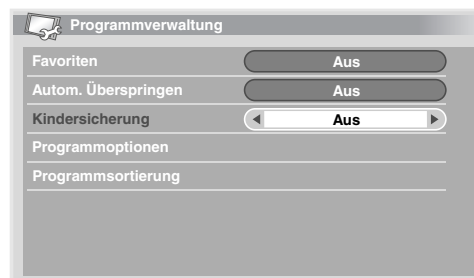 Programmverwaltung
Favoriten Aus
Autom. Überspringen Aus
Kindersicherung Aus
Programmoptionen
Programmsortierung